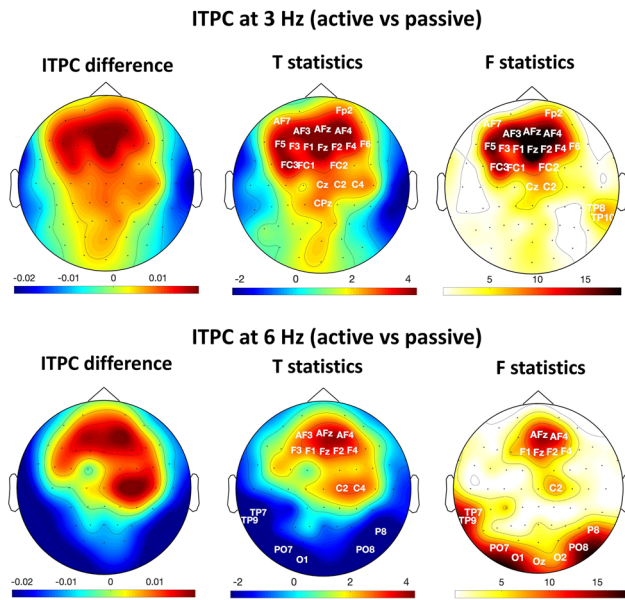 ITPC at 3 Hz (active vs passive)
ITPC difference
T statistics
F statistics
Fp2
AF7
AF3 AFz AF4
F5 F3 F1 Fz F2 F4 F6
FC3 FC1 FC2
Cz C2 C4
CPz
Fp2
AF7
AF3 AFz AF4
F5 F3 F1 Fz F2 F4 F6
FC3 FC1 FC2
Cz C2
TP8
TP10
-0.02 -0.01 0 0.01
-2 0 2 4
5 10 15
ITPC at 6 Hz (active vs passive)
ITPC difference
T statistics
F statistics
AF3 AFz AF4
F3 F1 Fz F2 F4
C2 C4
TP7
TP9
P8
PO7 PO8
O1
AFz AF4
F1 Fz F2 F4
C2
TP7
TP9
P8
PO7 PO8
O1 Oz O2
-0.02 -0.01 0 0.01
-2 0 2 4
5 10 15